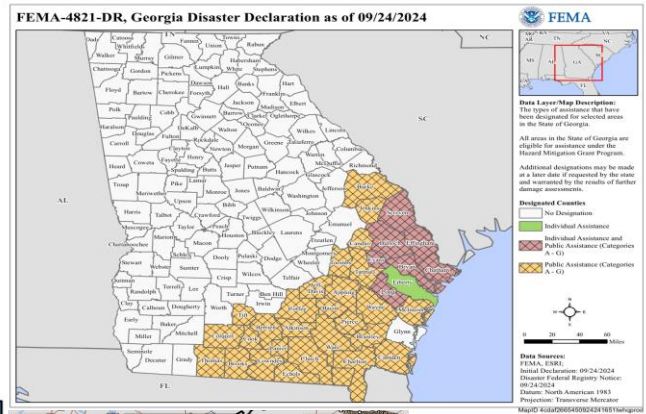 FEMA-4821-DR, Georgia Disaster Declaration as of 09/24/2024
FEMA
NC
SC
AL
FL
TN
Dade
Catoosa
Whitfield
Murray
Fannin
Towns
Union
Rabun
Walker
Gilmer
Lumpkin
White
Habersham
Stephens
Chattooga
Gordon
Pickens
Dawson
Hall
Banks
Franklin
Hart
Floyd
Bartow
Cherokee
Forsyth
Jackson
Madison
Elbert
Polk
Paulding
Cobb
Gwinnett
Barrow
Clarke
Oglethorpe
Haralson
Douglas
Fulton
DeKalb
Walton
Wilkes
Lincoln
Carroll
Clayton
Rockdale
Newton
Morgan
Greene
Taliaferro
Columbia
McDuffie
Warren
Richmond
Heard
Coweta
Fayette
Henry
Spalding
Butts
Jasper
Putnam
Hancock
Glascock
Jefferson
Burke
Troup
Meriwether
Pike
Lamar
Monroe
Jones
Baldwin
Washington
Jenkins
Screven
Upson
Bibb
Wilkinson
Johnson
Emanuel
Harris
Talbot
Crawford
Twiggs
Taylor
Peach
Houston
Bleckley
Laurens
Treutlen
Candler
Bulloch
Effingham
Muscogee
Chattahoochee
Marion
Macon
Montgomery
Evans
Bryan
Chatham
Stewart
Webster
Schley
Sumter
Dooly
Pulaski
Dodge
Wheeler
Toombs
Tattnall
Liberty
Long
Quitman
Randolph
Terrell
Lee
Crisp
Wilcox
Telfair
Appling
Wayne
McIntosh
Clay
Calhoun
Dougherty
Worth
Turner
Ben Hill
Irwin
Coffee
Bacon
Pierce
Glynn
Early
Baker
Mitchell
Tift
Berrien
Atkinson
Ware
Brantley
Miller
Colquitt
Cook
Lanier
Clinch
Charlton
Camden
Seminole
Decatur
Grady
Thomas
Brooks
Lowndes
Echols
Data Layer/Map Description:
The types of assistance that have
been designated for selected areas
in the State of Georgia.
All areas in the State of Georgia are
eligible for assistance under the
Hazard Mitigation Grant Program.
Additional designations may be made
at a later date if requested by the state
and warranted by the results of further
damage assessments.
Designated Counties
No Designation
Individual Assistance
Individual Assistance and
Public Assistance (Categories
A - G)
Public Assistance (Categories
A - G)
0 20 40 60
Miles
Data Sources:
FEMA, ESRI;
Initial Declaration: 09/24/2024
Disaster Federal Registry Notice:
09/24/2024
Datum: North American 1983
Projection: Transverse Mercator